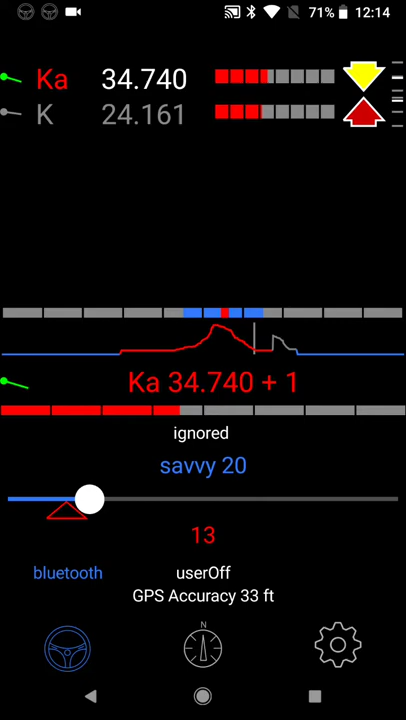 71% 12:14
Ka 34.740
K 24.161
Ka 34.740 + 1
ignored
savvy 20
13
bluetooth userOff
GPS Accuracy 33 ft
N